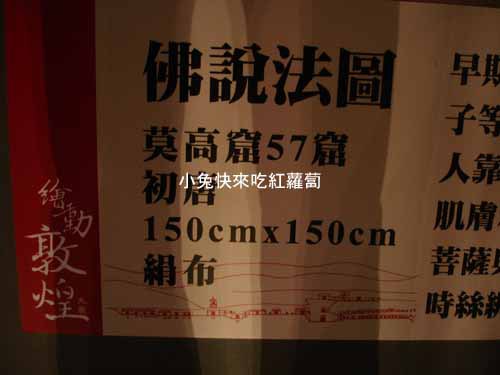 佛說法圖
莫高窟57窟
初唐
150cmx150cm
絹布
小兔快來吃紅蘿蔔
繪動
敦煌
早期
子等
人靠
肌膚
菩薩
時絲